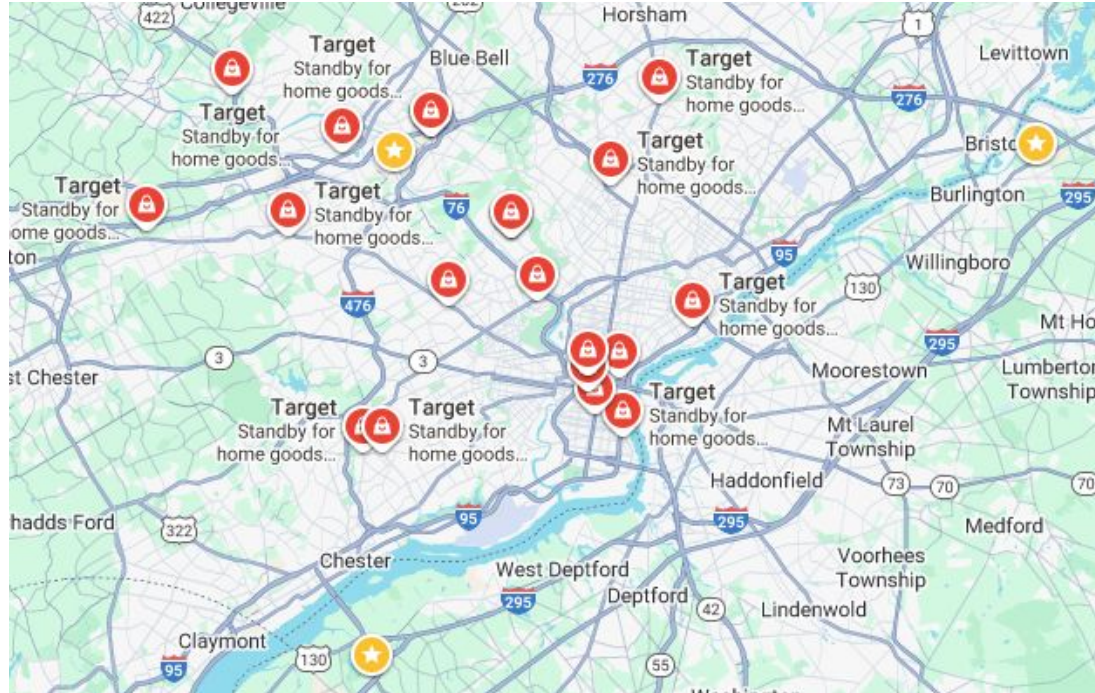 Collegeville
422
202
Horsham
1
Levittown
Target
Standby for
home goods...
Blue Bell
276
Target
Standby for
home goods...
276
Target
Standby for
home goods...
Target
Standby for
home goods...
Bristo
Target
Standby for
home goods...
Target
Standby for
home goods...
76
Burlington
295
ton
95
Willingboro
130
476
Target
Standby for
home goods...
295
Mt Ho
3
3
st Chester
Moorestown
Lumberton
Township
Target
Standby for
home goods...
Target
Standby for
home goods...
Target
Standby for
home goods...
Mt Laurel
Township
Haddonfield
73
70
70
hadds Ford
322
95
295
Medford
Chester
West Deptford
Voorhees
Township
295
Deptford
42
Lindenwold
Claymont
95
130
55
Washington